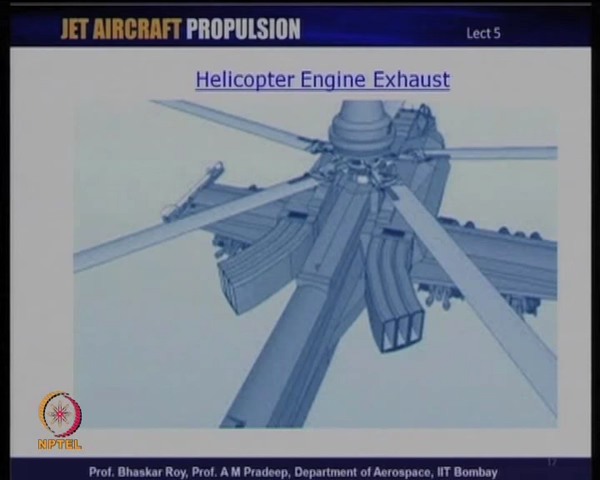 JET AIRCRAFT PROPULSION
Lect 5
Helicopter Engine Exhaust
NPTEL
Prof. Bhaskar Roy, Prof. A M Pradeep, Department of Aerospace, IIT Bombay
17